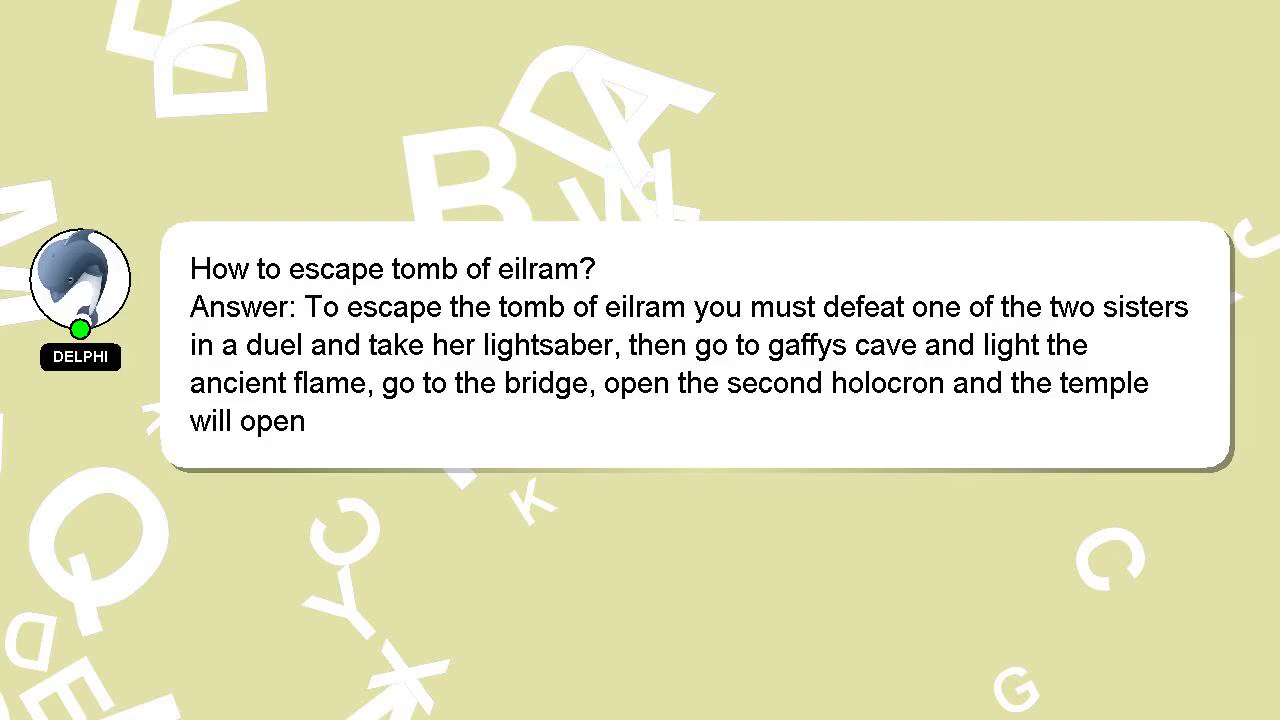 How to escape tomb of eilram?
Answer: To escape the tomb of eilram you must defeat one of the two sisters
in a duel and take her lightsaber, then go to gaffys cave and light the
ancient flame, go to the bridge, open the second holocron and the temple
will open
DELPHI